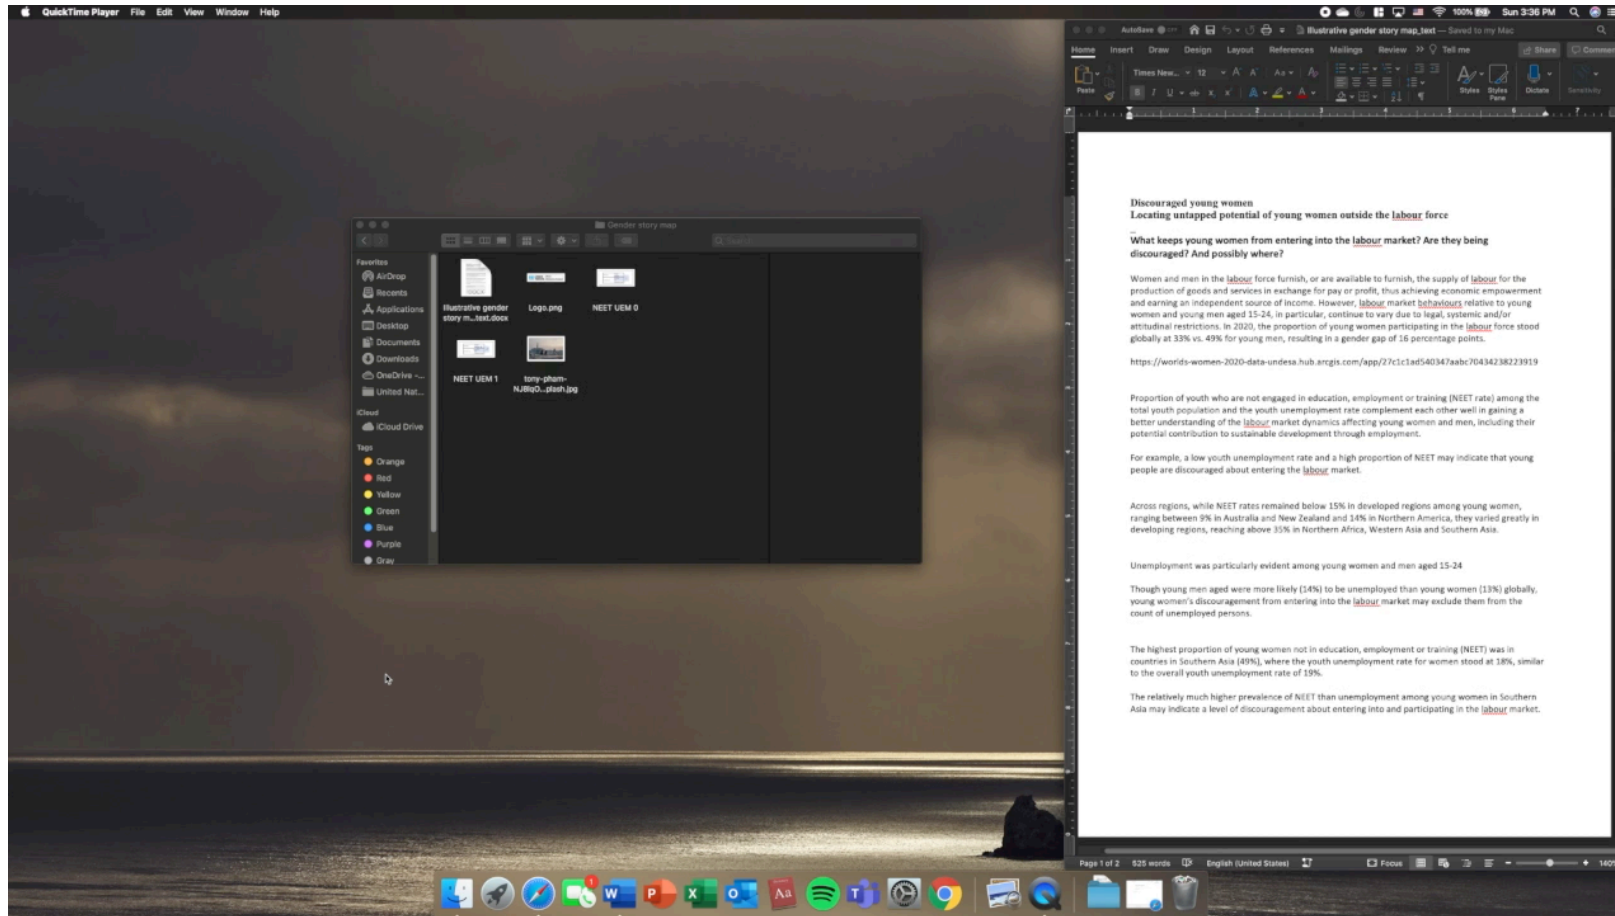 QuickTime Player File Edit View Window Help
100% Sun 3:36 PM
Gender story map
Search
Favorites
AirDrop
Recents
Applications
Desktop
Documents
Downloads
OneDrive -...
United Nat...
iCloud
iCloud Drive
Tags
Orange
Red
Yellow
Green
Blue
Purple
Gray
Illustrative gender
story m...text.docx
Logo.png
NEET UEM 0
NEET UEM 1
tony-pham-
NJBlqO...plash.jpg
AutoSave Illustrative gender story map_text — Saved to my Mac
Home Insert Draw Design Layout References Mailings Review Tell me Share Commen
Paste
Times New... 12
Styles
Styles
Pane
Dictate
Sensitivity
Discouraged young women
Locating untapped potential of young women outside the labour force
What keeps young women from entering into the labour market? Are they being
discouraged? And possibly where?
Women and men in the labour force furnish, or are available to furnish, the supply of labour for the
production of goods and services in exchange for pay or profit, thus achieving economic empowerment
and earning an independent source of income. However, labour market behaviours relative to young
women and young men aged 15-24, in particular, continue to vary due to legal, systemic and/or
attitudinal restrictions. In 2020, the proportion of young women participating in the labour force stood
globally at 33% vs. 49% for young men, resulting in a gender gap of 16 percentage points.
https://worlds-women-2020-data-undesa.hub.arcgis.com/app/27c1c1ad540347aabc70434238223919
Proportion of youth who are not engaged in education, employment or training (NEET rate) among the
total youth population and the youth unemployment rate complement each other well in gaining a
better understanding of the labour market dynamics affecting young women and men, including their
potential contribution to sustainable development through employment.
For example, a low youth unemployment rate and a high proportion of NEET may indicate that young
people are discouraged about entering the labour market.
Across regions, while NEET rates remained below 15% in developed regions among young women,
ranging between 9% in Australia and New Zealand and 14% in Northern America, they varied greatly in
developing regions, reaching above 35% in Northern Africa, Western Asia and Southern Asia.
Unemployment was particularly evident among young women and men aged 15-24
Though young men aged were more likely (14%) to be unemployed than young women (13%) globally,
young women's discouragement from entering into the labour market may exclude them from the
count of unemployed persons.
The highest proportion of young women not in education, employment or training (NEET) was in
countries in Southern Asia (49%), where the youth unemployment rate for women stood at 18%, similar
to the overall youth unemployment rate of 19%.
The relatively much higher prevalence of NEET than unemployment among young women in Southern
Asia may indicate a level of discouragement about entering into and participating in the labour market.
Page 1 of 2 525 words English (United States) Focus 140%